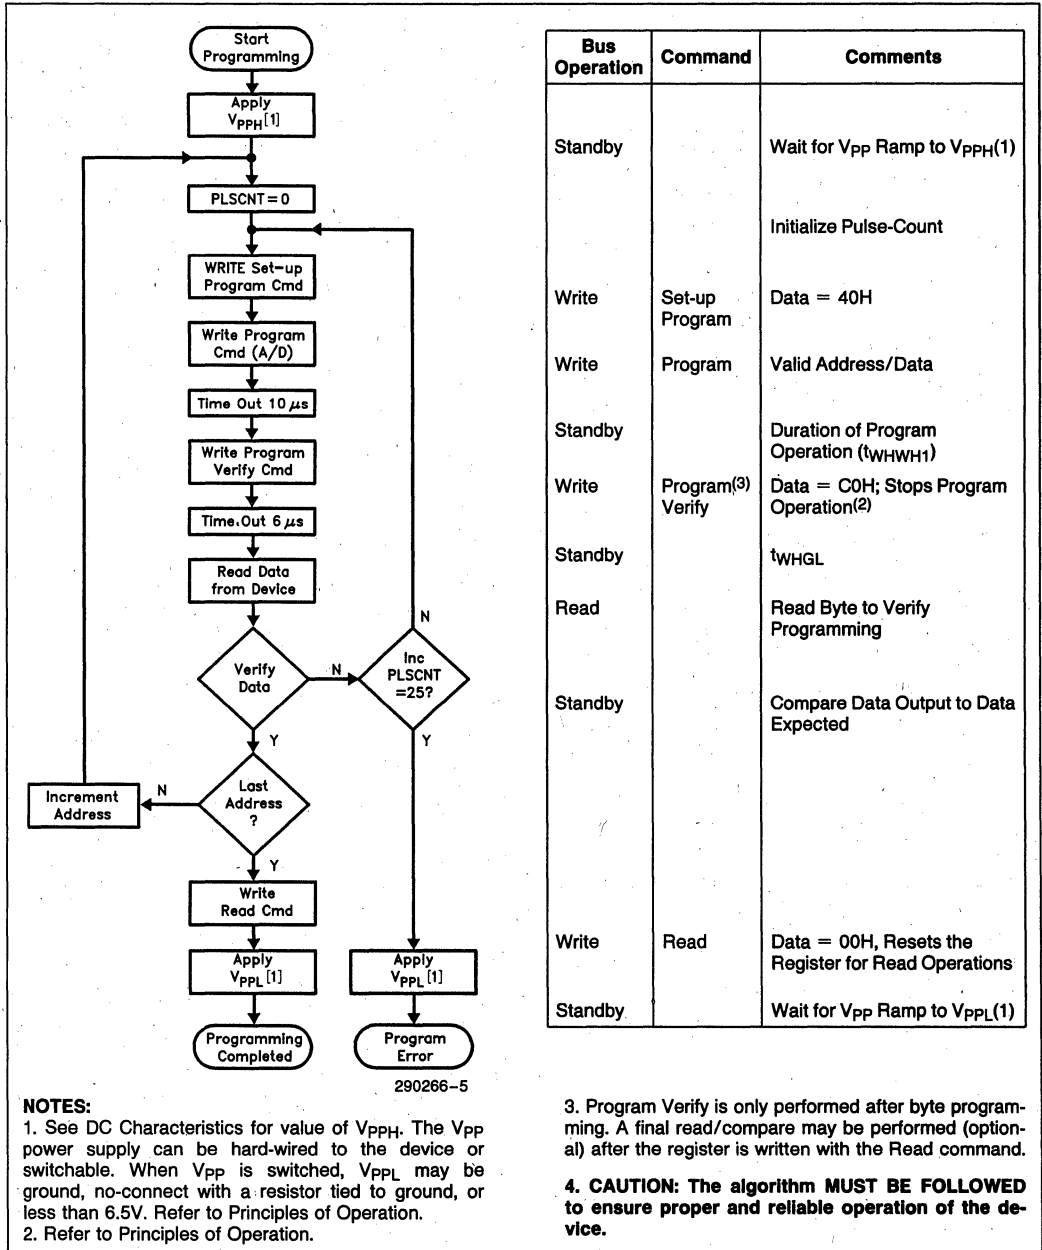 Start
Programming
Apply
VPPH[1]
PLSCNT=0
WRITE Set-up
Program Cmd
Write Program
Cmd (A/D)
Time Out 10 µs
Write Program
Verify Cmd
Time Out 6 µs
Read Data
from Device
Verify
Data
N
Inc
PLSCNT
=25?
N
Y
Y
Last
Address
?
N
Increment
Address
Y
Write
Read Cmd
Apply
VPPL[1]
Apply
VPPL[1]
Programming
Completed
Program
Error
290266-5
Bus
Operation
Command
Comments
Standby
Wait for VPP Ramp to VPPH(1)
Initialize Pulse-Count
Write
Set-up
Program
Data = 40H
Write
Program
Valid Address/Data
Standby
Duration of Program
Operation (tWHWH1)
Write
Program(3)
Verify
Data = C0H; Stops Program
Operation(2)
Standby
tWHGL
Read
Read Byte to Verify
Programming
Standby
Compare Data Output to Data
Expected
Write
Read
Data = 00H, Resets the
Register for Read Operations
Standby
Wait for VPP Ramp to VPPL(1)
NOTES:
1. See DC Characteristics for value of VPPH. The VPP
power supply can be hard-wired to the device or
switchable. When VPP is switched, VPPL may be
ground, no-connect with a resistor tied to ground, or
less than 6.5V. Refer to Principles of Operation.
2. Refer to Principles of Operation.
3. Program Verify is only performed after byte program-
ming. A final read/compare may be performed (option-
al) after the register is written with the Read command.
4. CAUTION: The algorithm MUST BE FOLLOWED
to ensure proper and reliable operation of the de-
vice.